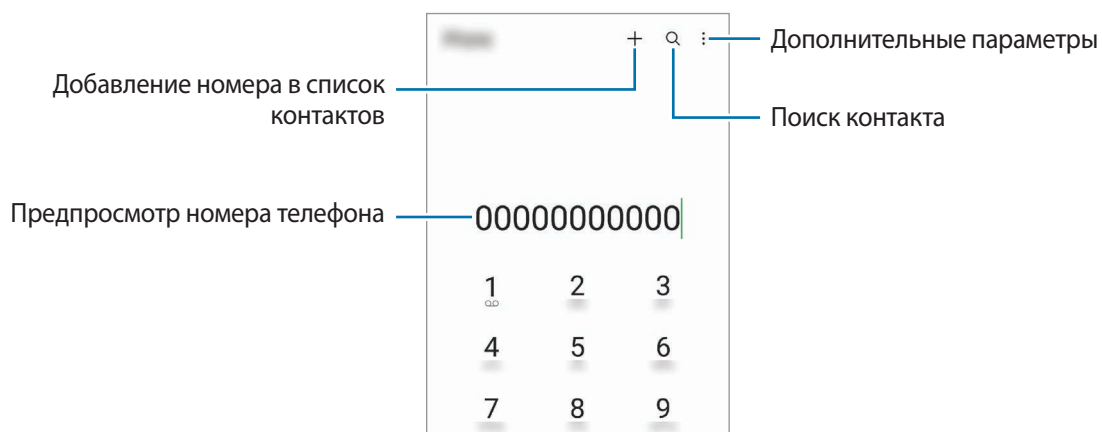 Дополнительные параметры
Добавление номера в список
контактов
Поиск контакта
Предпросмотр номера телефона
00000000000
1 2 3
4 5 6
7 8 9